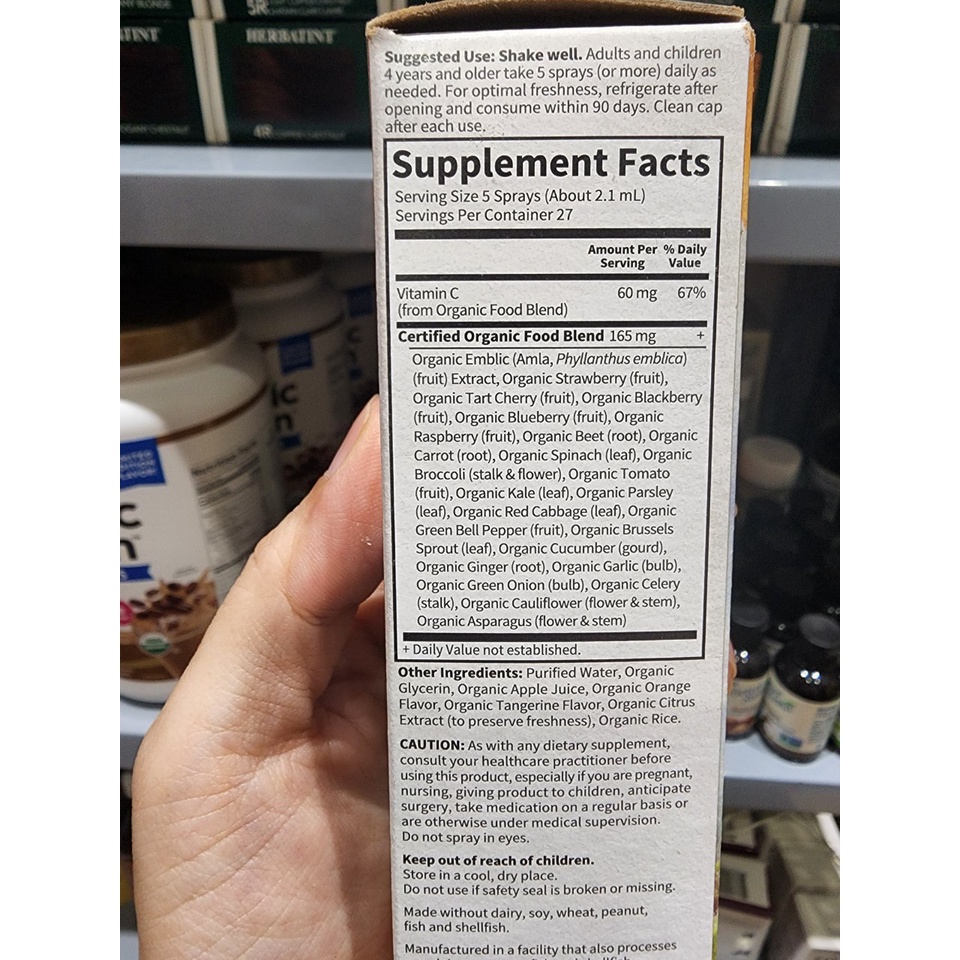 HERBATINT
Suggested Use: Shake well. Adults and children
4 years and older take 5 sprays (or more) daily as
needed. For optimal freshness, refrigerate after
opening and consume within 90 days. Clean cap
after each use.
Supplement Facts
Serving Size 5 Sprays (About 2.1 mL)
Servings Per Container 27
Amount Per % Daily
Serving Value
Vitamin C 60 mg 67%
(from Organic Food Blend)
Certified Organic Food Blend 165 mg +
Organic Emblic (Amla, Phyllanthus emblica)
(fruit) Extract, Organic Strawberry (fruit),
Organic Tart Cherry (fruit), Organic Blackberry
(fruit), Organic Blueberry (fruit), Organic
Raspberry (fruit), Organic Beet (root), Organic
Carrot (root), Organic Spinach (leaf), Organic
Broccoli (stalk & flower), Organic Tomato
(fruit), Organic Kale (leaf), Organic Parsley
(leaf), Organic Red Cabbage (leaf), Organic
Green Bell Pepper (fruit), Organic Brussels
Sprout (leaf), Organic Cucumber (gourd),
Organic Ginger (root), Organic Garlic (bulb),
Organic Green Onion (bulb), Organic Celery
(stalk), Organic Cauliflower (flower & stem),
Organic Asparagus (flower & stem)
+ Daily Value not established.
Other Ingredients: Purified Water, Organic
Glycerin, Organic Apple Juice, Organic Orange
Flavor, Organic Tangerine Flavor, Organic Citrus
Extract (to preserve freshness), Organic Rice.
CAUTION: As with any dietary supplement,
consult your healthcare practitioner before
using this product, especially if you are pregnant,
nursing, giving product to children, anticipate
surgery, take medication on a regular basis or
are otherwise under medical supervision.
Do not spray in eyes.
Keep out of reach of children.
Store in a cool, dry place.
Do not use if safety seal is broken or missing.
Made without dairy, soy, wheat, peanut,
fish and shellfish.
Manufactured in a facility that also processes